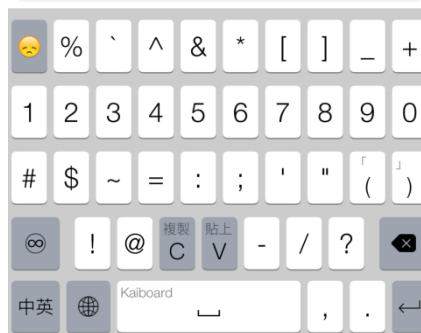 😞 % ` ^ & * [ ] _ +
1 2 3 4 5 6 7 8 9 0
# $ ~ = : ; ' " 「 ( 」 )
∞ ! @ 複製 C 貼上 V - / ?
中英 Kaiboard , .